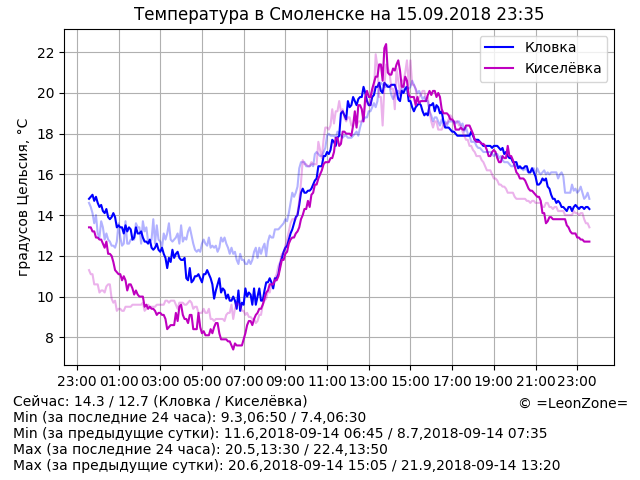 Температура в Смоленске на 15.09.2018 23:35
Кловка
Киселёвка
градусов Цельсия, °C
22
20
18
16
14
12
10
8
23:00 01:00 03:00 05:00 07:00 09:00 11:00 13:00 15:00 17:00 19:00 21:00 23:00
Сейчас: 14.3 / 12.7 (Кловка / Киселёвка)
© =LeonZone=
Min (за последние 24 часа): 9.3,06:50 / 7.4,06:30
Min (за предыдущие сутки): 11.6,2018-09-14 06:45 / 8.7,2018-09-14 07:35
Max (за последние 24 часа): 20.5,13:30 / 22.4,13:50
Max (за предыдущие сутки): 20.6,2018-09-14 15:05 / 21.9,2018-09-14 13:20